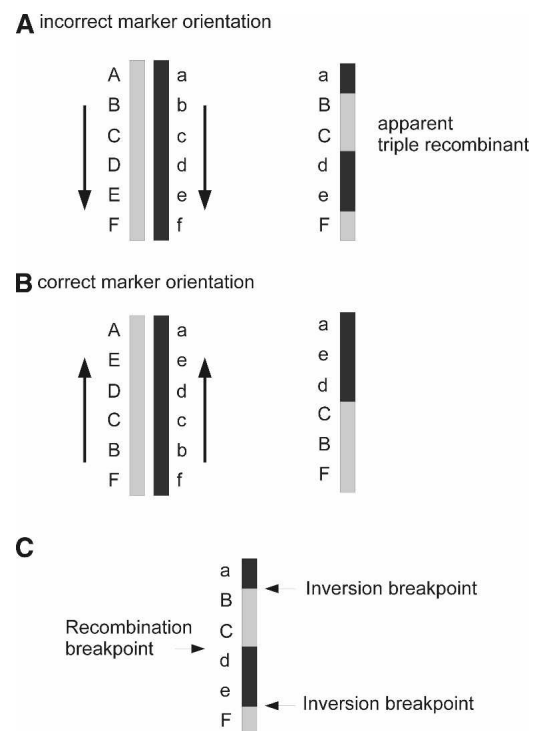 A incorrect marker orientation
A a a
B b B
C c C
D d d
E e e
F f F
apparent
triple recombinant
B correct marker orientation
A a a
E e e
D d d
C c C
B b B
F f F
C
a
B
C
d
e
F
Inversion breakpoint
Recombination
breakpoint
Inversion breakpoint